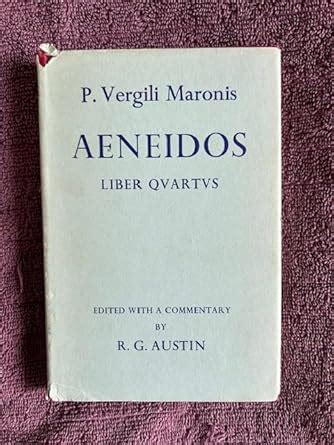 P. Vergili Maronis
AENEIDOS
LIBER QVARTVS
EDITED WITH A COMMENTARY
BY
R. G. AUSTIN